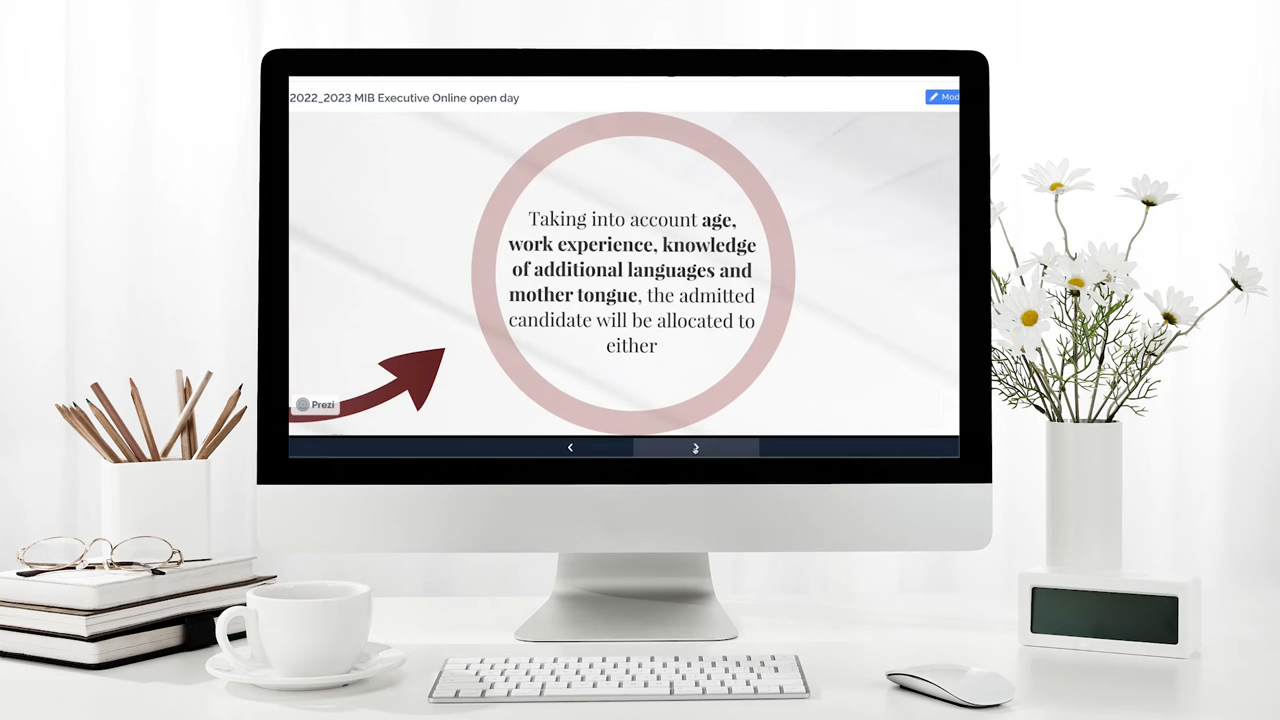 2022_2023 MIB Executive Online open day
Taking into account age,
work experience, knowledge
of additional languages and
mother tongue, the admitted
candidate will be allocated to
either
Prezi